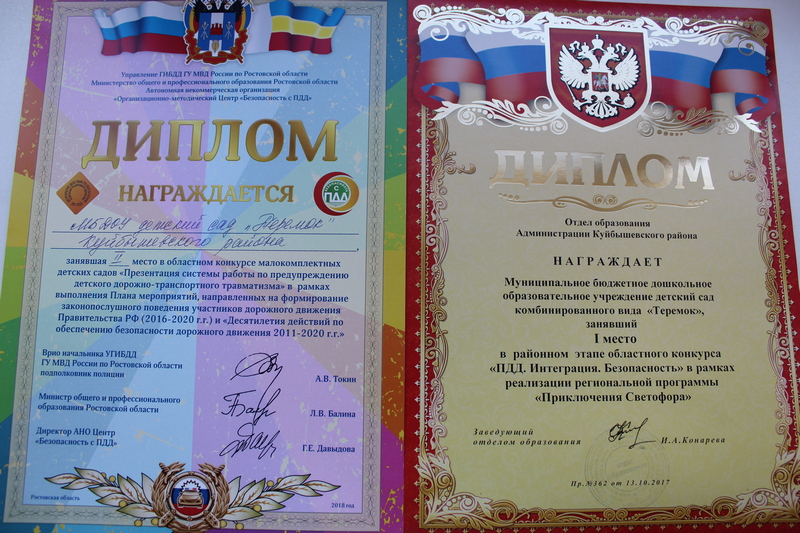 Управление ГИБДД ГУ МВД России по Ростовской области
Министерство общего и профессионального образования Ростовской области
Автономная некоммерческая организация
«Организационно-методический Центр «Безопасность с ПДД»
ДИПЛОМ
НАГРАЖДАЕТСЯ
С
ПДД
МБДОУ детский сад „Теремок"
Куйбышевского района
занявшая II место в областном конкурсе малокомплектных
детских садов «Презентация системы работы по предупреждению
детского дорожно-транспортного травматизма» в рамках
выполнения Плана мероприятий, направленных на формирование
законопослушного поведения участников дорожного движения
Правительства РФ (2016-2020 г.г.) и «Десятилетия действий по
обеспечению безопасности дорожного движения 2011-2020 г.г.»
Врио начальника УГИБДД
ГУ МВД России по Ростовской области
подполковник полиции
А.В. Токин
Министр общего и профессионального
образования Ростовской области
Л.В. Балина
Директор АНО Центр
«Безопасность с ПДД»
Г.Е. Давыдова
Ростовская область
2018 год
ДИПЛОМ
Отдел образования
Администрации Куйбышевского района
НАГРАЖДАЕТ
Муниципальное бюджетное дошкольное
образовательное учреждение детский сад
комбинированного вида «Теремок»,
занявший
I место
в районном этапе областного конкурса
«ПДД. Интеграция. Безопасность» в рамках
реализации региональной программы
«Приключения Светофора»
Заведующий
отделом образования
И.А.Конарева
Пр.№362 от 13.10.2017